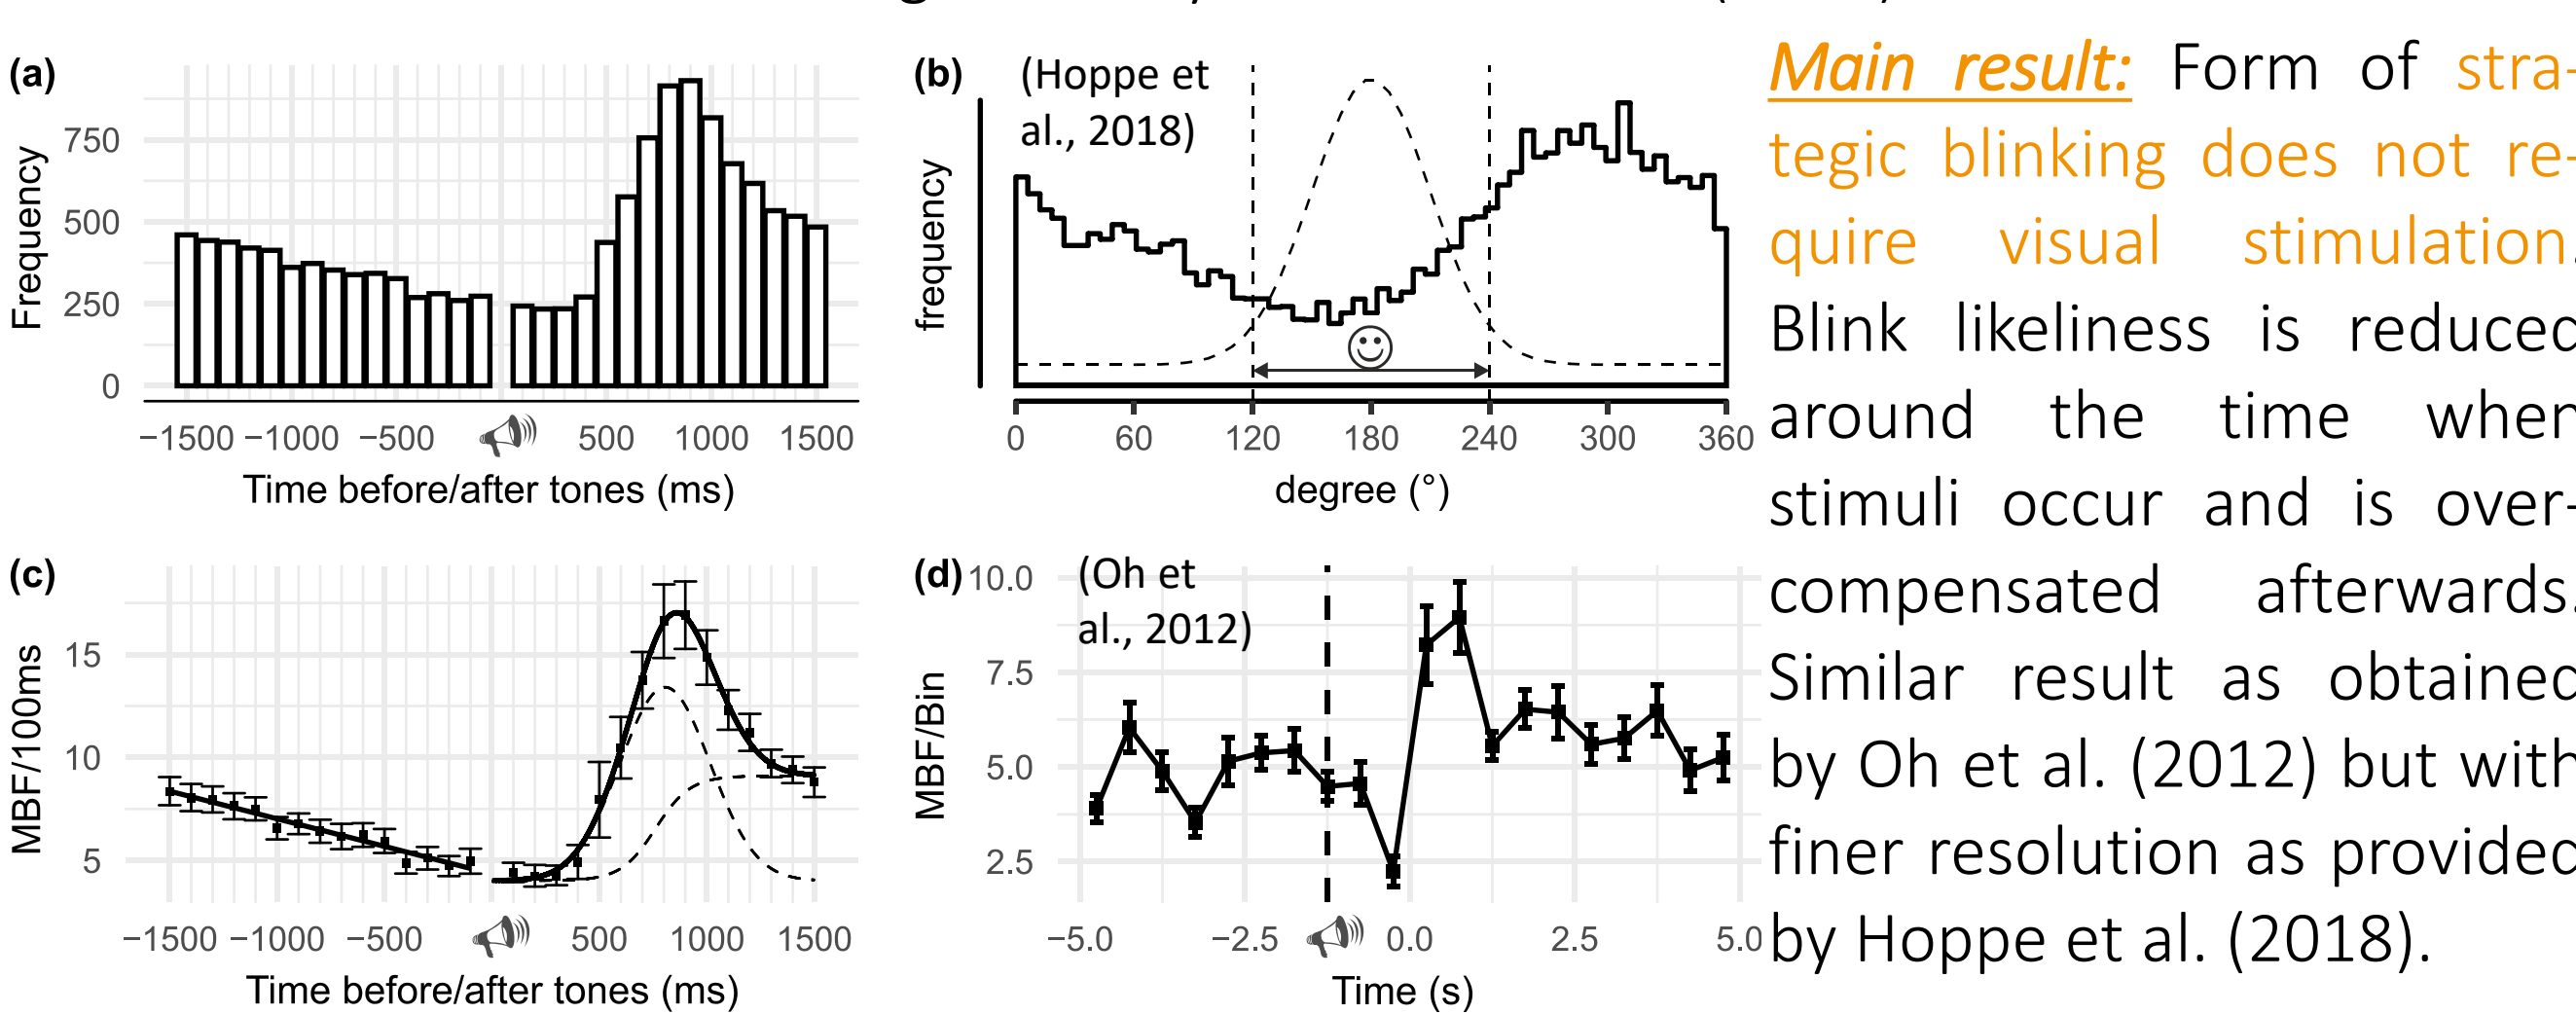 (a)
Frequency
750
500
250
0
−1500 −1000 −500 500 1000 1500
Time before/after tones (ms)
(b)
(Hoppe et
al., 2018)
frequency
0 60 120 180 240 300 360
degree (°)
(c)
MBF/100ms
15
10
5
−1500 −1000 −500 500 1000 1500
Time before/after tones (ms)
(d)
(Oh et
al., 2012)
MBF/Bin
10.0
7.5
5.0
2.5
−5.0 −2.5 0.0 2.5 5.0
Time (s)
Main result: Form of stra-
tegic blinking does not re-
quire visual stimulation.
Blink likeliness is reduced
around the time when
stimuli occur and is over-
compensated afterwards.
Similar result as obtained
by Oh et al. (2012) but with
finer resolution as provided
by Hoppe et al. (2018).